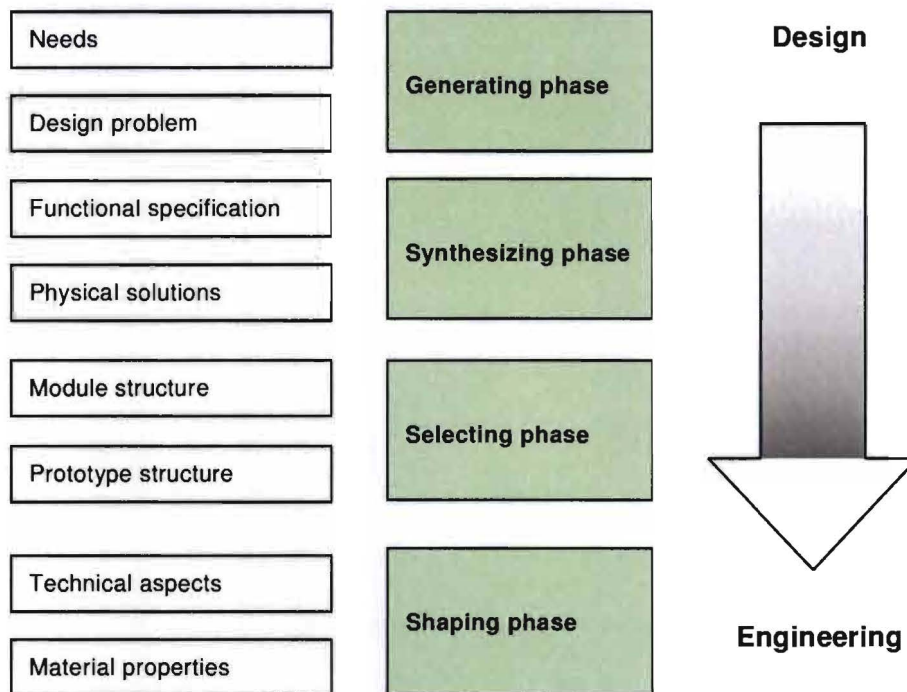 Needs
Design problem
Functional specification
Physical solutions
Module structure
Prototype structure
Technical aspects
Material properties
Generating phase
Synthesizing phase
Selecting phase
Shaping phase
Design
Engineering